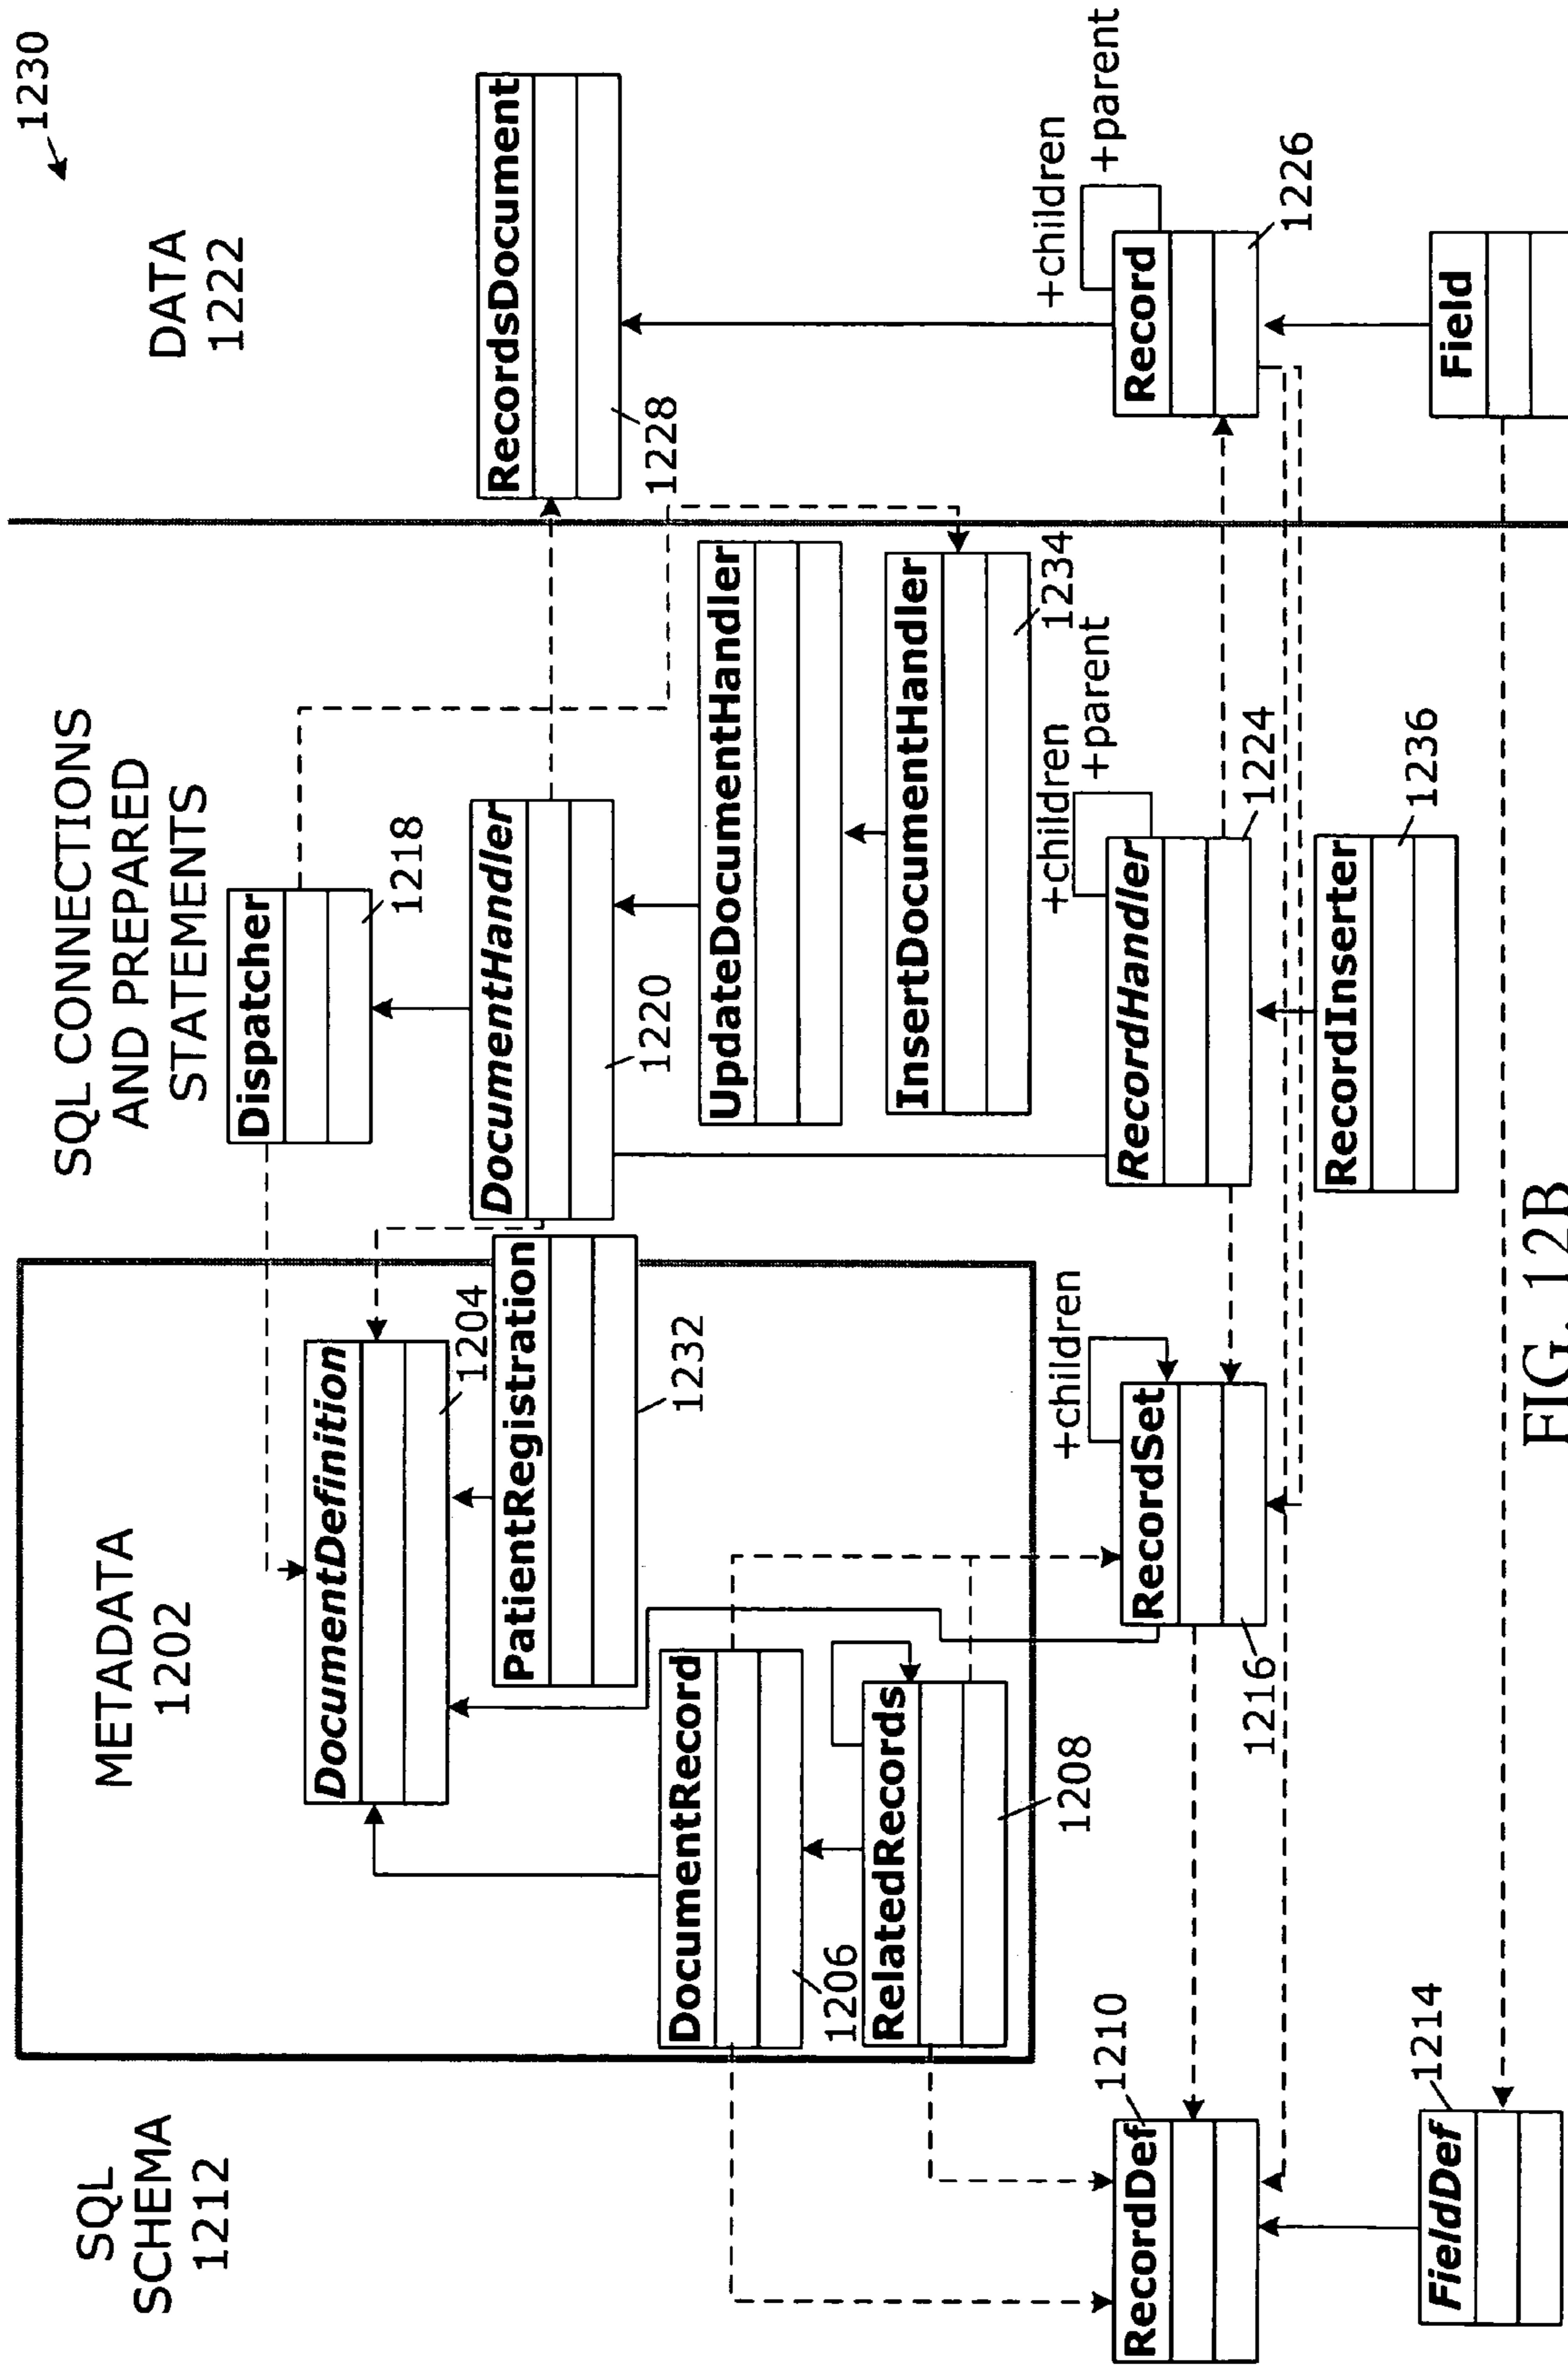 1230
SQL
SCHEMA
1212
METADATA
1202
SQL CONNECTIONS
AND PREPARED
STATEMENTS
DATA
1222
Dispatcher
1218
DocumentDefinition
1204
DocumentHandler
1220
RecordsDocument
1228
PatientRegistration
1232
UpdateDocumentHandler
DocumentRecord
1206
InsertDocumentHandler
1234
RelatedRecords
1208
+children
+parent
+children
+parent
+children
RecordDef
1210
RecordSet
1216
RecordHandler
1224
Record
1226
RecordInserter
1236
FieldDef
1214
Field
FIG. 12B